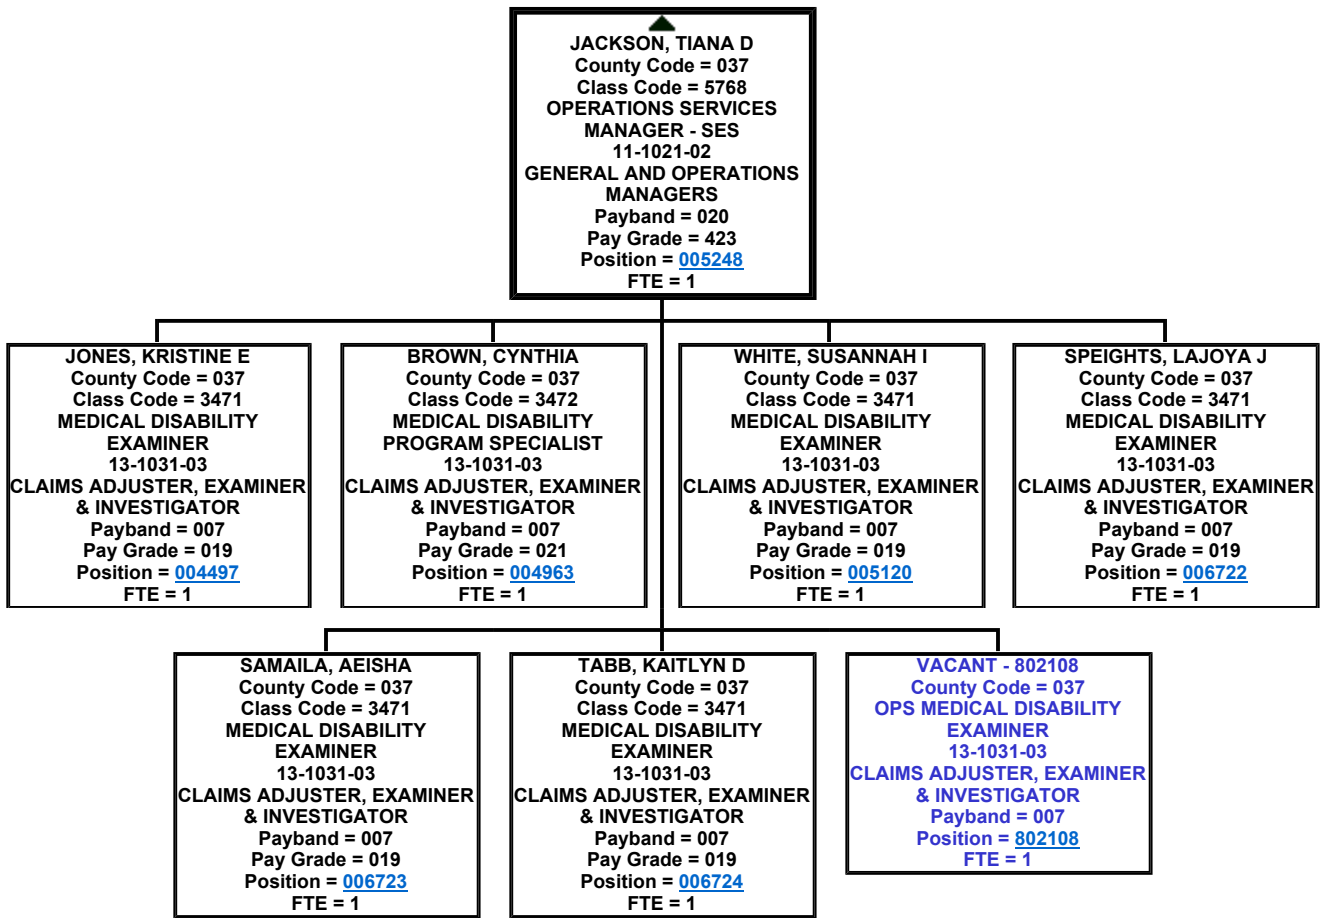 JACKSON, TIANA D
County Code = 037
Class Code = 5768
OPERATIONS SERVICES
MANAGER - SES
11-1021-02
GENERAL AND OPERATIONS
MANAGERS
Payband = 020
Pay Grade = 423
Position = 005248
FTE = 1
JONES, KRISTINE E
County Code = 037
Class Code = 3471
MEDICAL DISABILITY
EXAMINER
13-1031-03
CLAIMS ADJUSTER, EXAMINER
& INVESTIGATOR
Payband = 007
Pay Grade = 019
Position = 004497
FTE = 1
BROWN, CYNTHIA
County Code = 037
Class Code = 3472
MEDICAL DISABILITY
PROGRAM SPECIALIST
13-1031-03
CLAIMS ADJUSTER, EXAMINER
& INVESTIGATOR
Payband = 007
Pay Grade = 021
Position = 004963
FTE = 1
WHITE, SUSANNAH I
County Code = 037
Class Code = 3471
MEDICAL DISABILITY
EXAMINER
13-1031-03
CLAIMS ADJUSTER, EXAMINER
& INVESTIGATOR
Payband = 007
Pay Grade = 019
Position = 005120
FTE = 1
SPEIGHTS, LAJOYA J
County Code = 037
Class Code = 3471
MEDICAL DISABILITY
EXAMINER
13-1031-03
CLAIMS ADJUSTER, EXAMINER
& INVESTIGATOR
Payband = 007
Pay Grade = 019
Position = 006722
FTE = 1
SAMAILA, AEISHA
County Code = 037
Class Code = 3471
MEDICAL DISABILITY
EXAMINER
13-1031-03
CLAIMS ADJUSTER, EXAMINER
& INVESTIGATOR
Payband = 007
Pay Grade = 019
Position = 006723
FTE = 1
TABB, KAITLYN D
County Code = 037
Class Code = 3471
MEDICAL DISABILITY
EXAMINER
13-1031-03
CLAIMS ADJUSTER, EXAMINER
& INVESTIGATOR
Payband = 007
Pay Grade = 019
Position = 006724
FTE = 1
VACANT - 802108
County Code = 037
OPS MEDICAL DISABILITY
EXAMINER
13-1031-03
CLAIMS ADJUSTER, EXAMINER
& INVESTIGATOR
Payband = 007
Position = 802108
FTE = 1